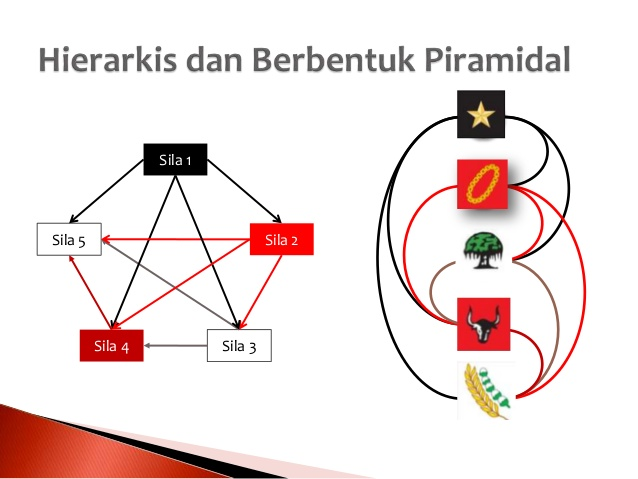 Hierarkis dan Berbentuk Piramidal
Sila 1
Sila 5
Sila 2
Sila 4
Sila 3